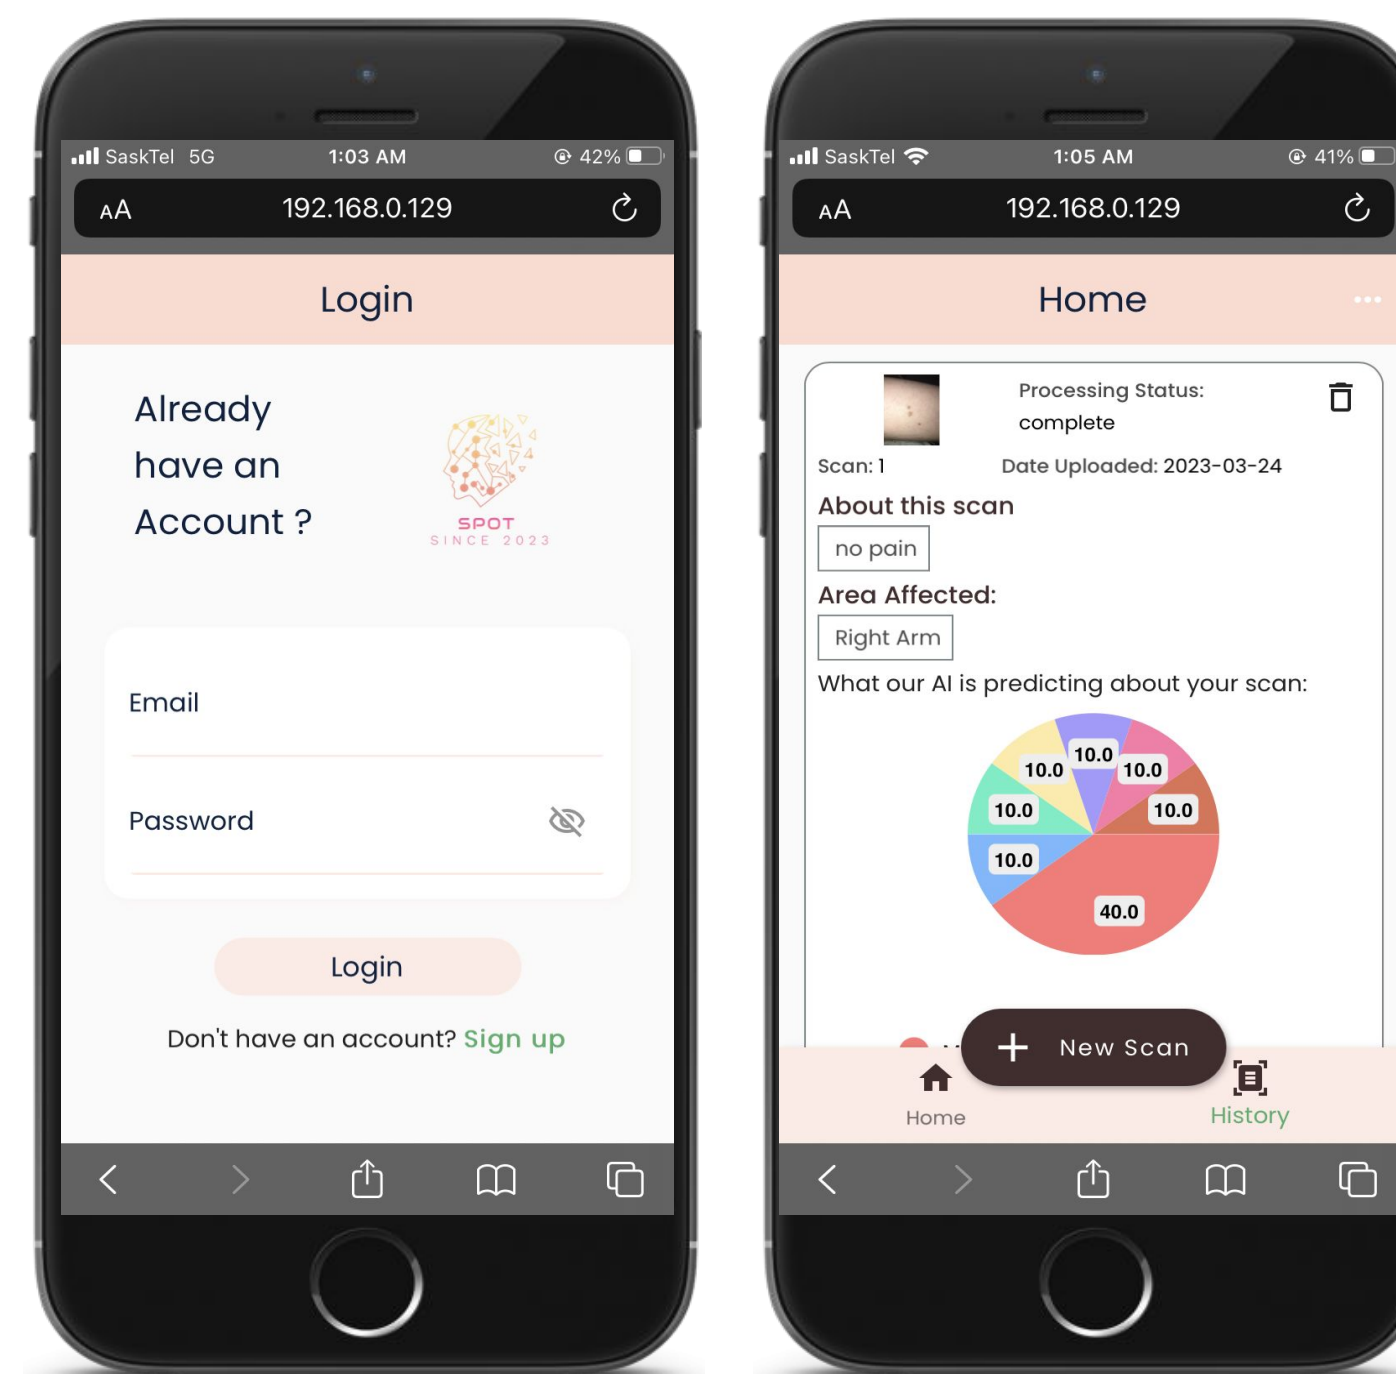 SaskTel 5G 1:03 AM 42%
AA 192.168.0.129
Login
Already
have an
Account ?
SPOT
SINCE 2023
Email
Password
Login
Don't have an account? Sign up
SaskTel 1:05 AM 41%
AA 192.168.0.129
Home
Processing Status:
complete
Scan: 1 Date Uploaded: 2023-03-24
About this scan
no pain
Area Affected:
Right Arm
What our AI is predicting about your scan:
10.0
10.0
10.0
10.0
10.0
10.0
40.0
New Scan
Home
History